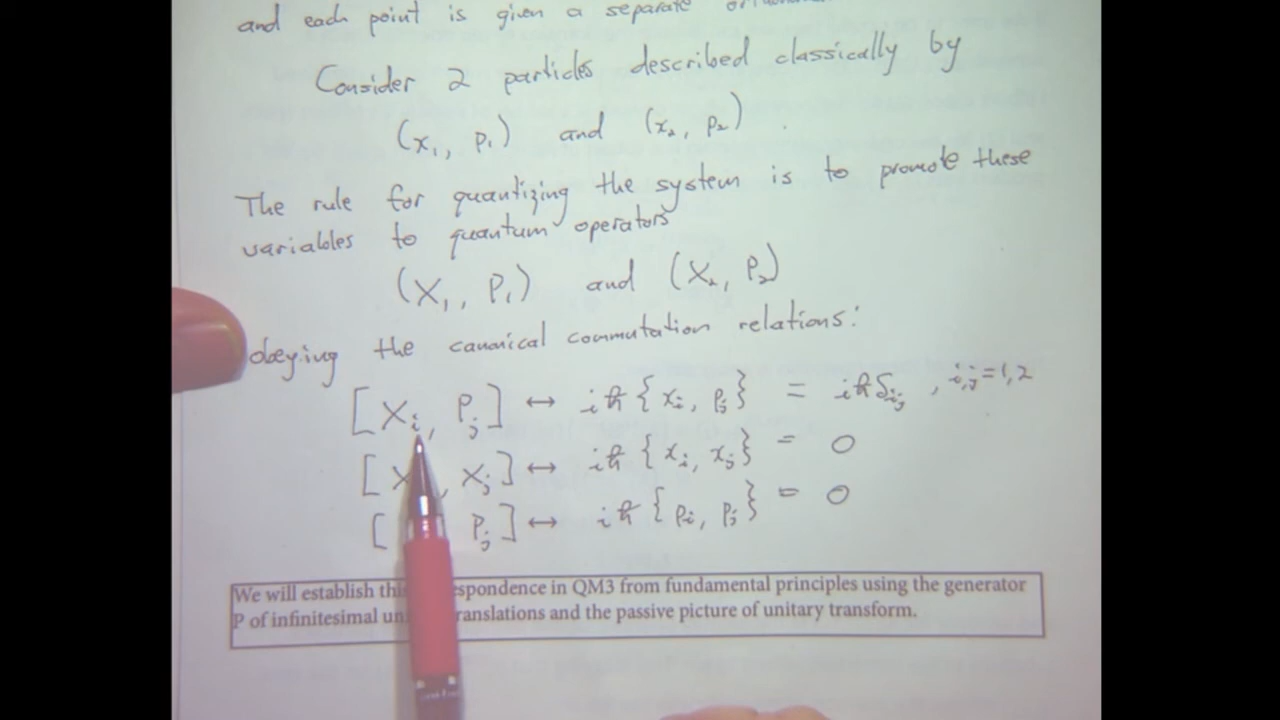 and each point is given a separate
Consider 2 particles described classically by
(x₁, p₁) and (x₂, p₂).
The rule for quantizing the system is to promote these
variables to quantum operators
(X₁, P₁) and (X₂, P₂)
obeying the canonical commutation relations:
[Xᵢ, Pⱼ] ↔ iħ{xᵢ, pⱼ} = iħδᵢⱼ, i,j=1,2
[X , Xⱼ] ↔ iħ{xᵢ, xⱼ} = 0
[ Pⱼ] ↔ iħ{pᵢ, pⱼ} = 0
We will establish this spondence in QM3 from fundamental principles using the generator
P of infinitesimal ranslations and the passive picture of unitary transform.